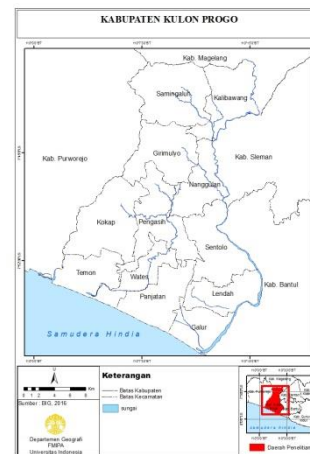 KABUPATEN KULON PROGO
Kab. Magelang
Samingaluh
Kalibawang
Kab. Purworejo
Girimulyo
Kab. Sleman
Nanggulan
Kokap
Pengasih
Sentolo
Temon
Wates
Kab. Bantul
Panjatan
Lendah
Galur
Samudera Hindia
Keterangan
Batas Kabupaten
Batas Kecamatan
sungai
Sumber : BIG, 2016
Departemen Geografi
FMIPA
Universitas Indonesia
Daerah Penelitian